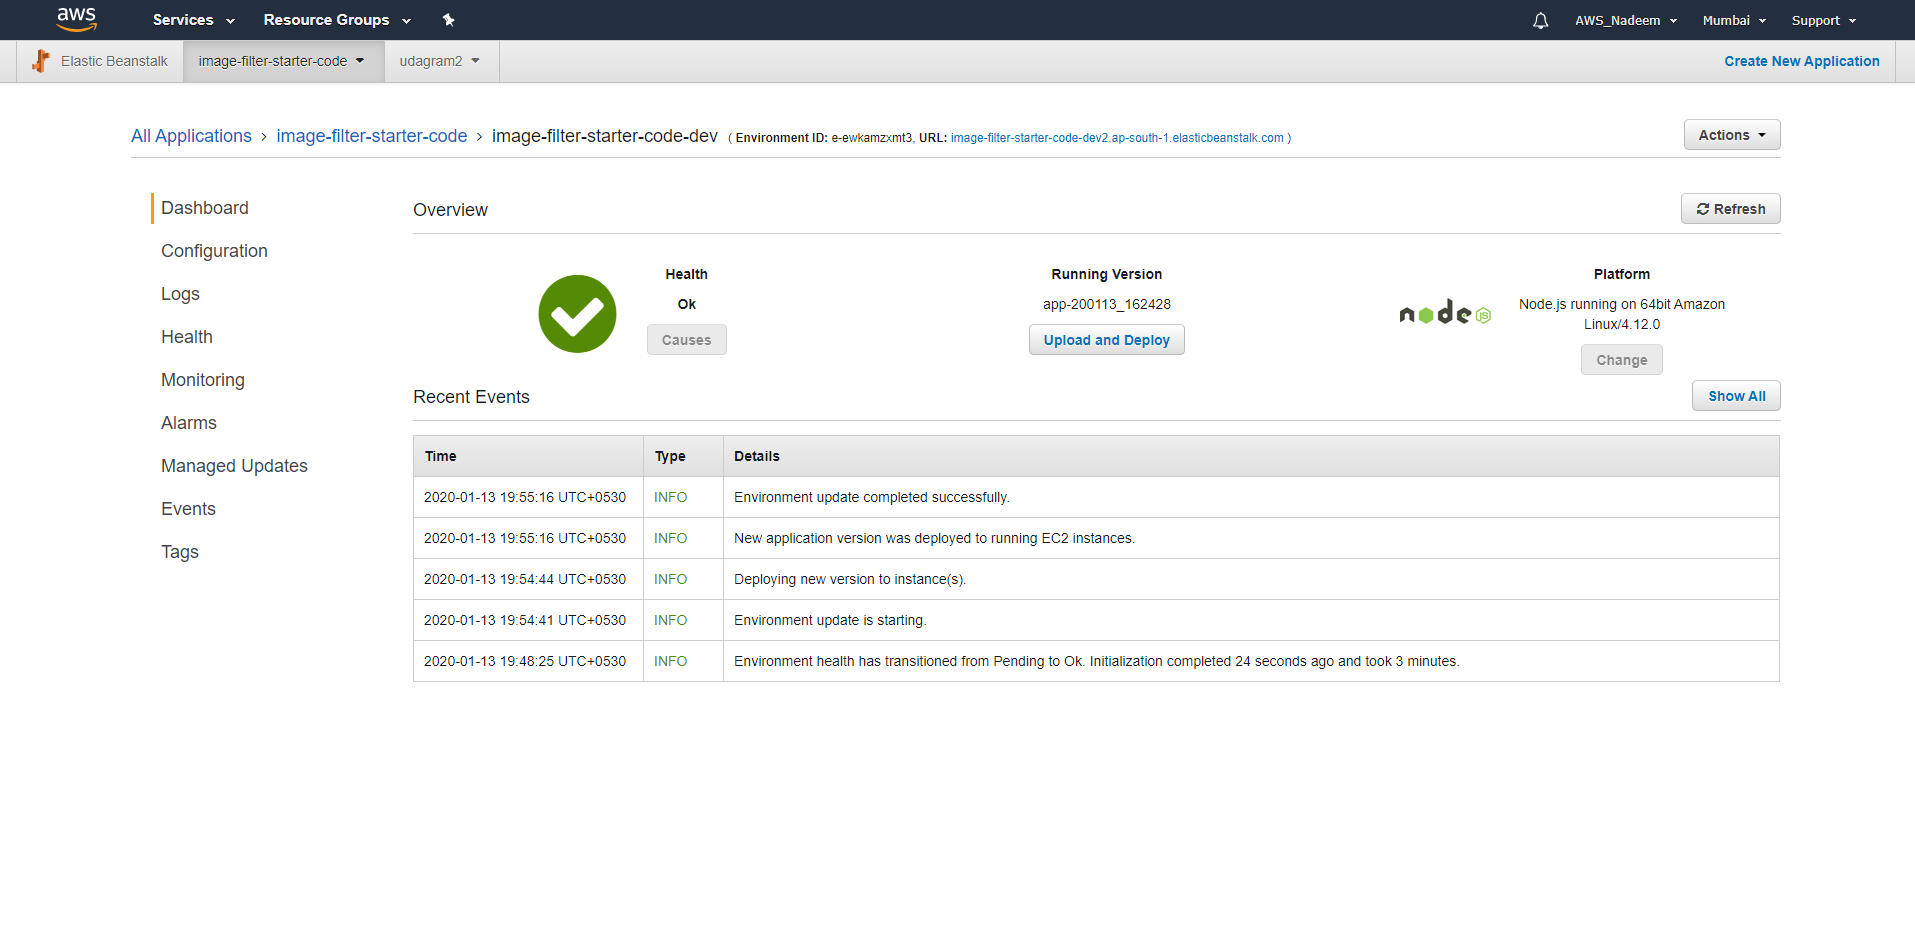 aws Services Resource Groups AWS_Nadeem Mumbai Support
Elastic Beanstalk image-filter-starter-code udagram2 Create New Application
All Applications › image-filter-starter-code › image-filter-starter-code-dev ( Environment ID: e-ewkamzxmt3, URL: image-filter-starter-code-dev2.ap-south-1.elasticbeanstalk.com ) Actions
Dashboard
Configuration
Logs
Health
Monitoring
Alarms
Managed Updates
Events
Tags
Overview Refresh
Health
Ok
Causes
Running Version
app-200113_162428
Upload and Deploy
node JS
Platform
Node.js running on 64bit Amazon
Linux/4.12.0
Change
Recent Events Show All
Time Type Details
2020-01-13 19:55:16 UTC+0530 INFO Environment update completed successfully.
2020-01-13 19:55:16 UTC+0530 INFO New application version was deployed to running EC2 instances.
2020-01-13 19:54:44 UTC+0530 INFO Deploying new version to instance(s).
2020-01-13 19:54:41 UTC+0530 INFO Environment update is starting.
2020-01-13 19:48:25 UTC+0530 INFO Environment health has transitioned from Pending to Ok. Initialization completed 24 seconds ago and took 3 minutes.